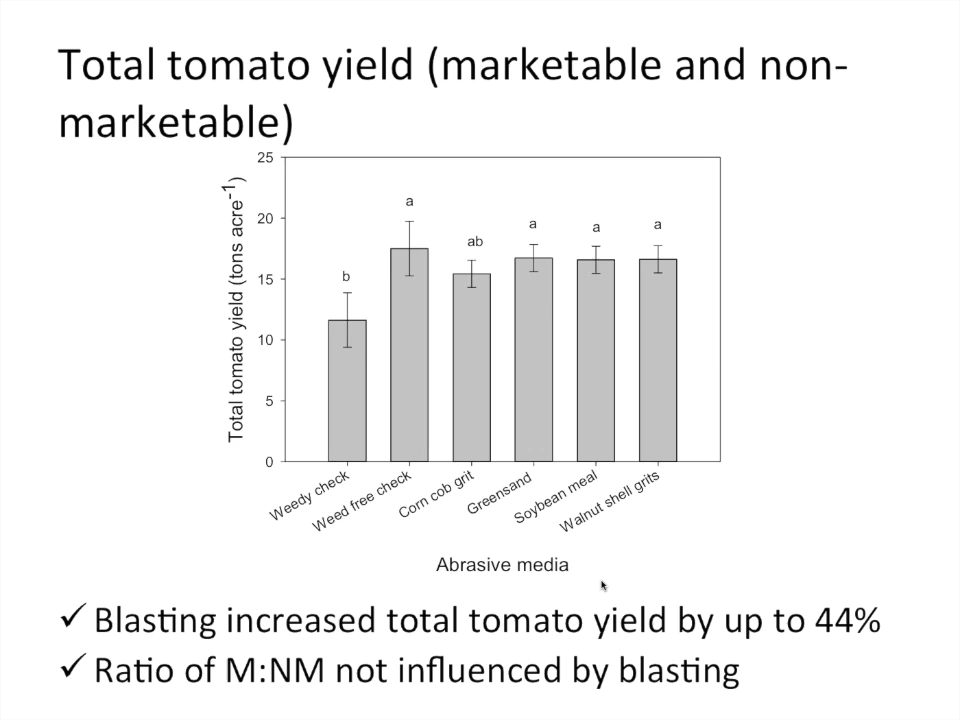 Total tomato yield (marketable and non-
marketable)
25
20
15
10
5
0
Total tomato yield (tons acre-1)
b
a
ab
a
a
a
Weedy check
Weed free check
Corn cob grit
Greensand
Soybean meal
Walnut shell grits
Abrasive media
✓ Blasting increased total tomato yield by up to 44%
✓ Ratio of M:NM not influenced by blasting